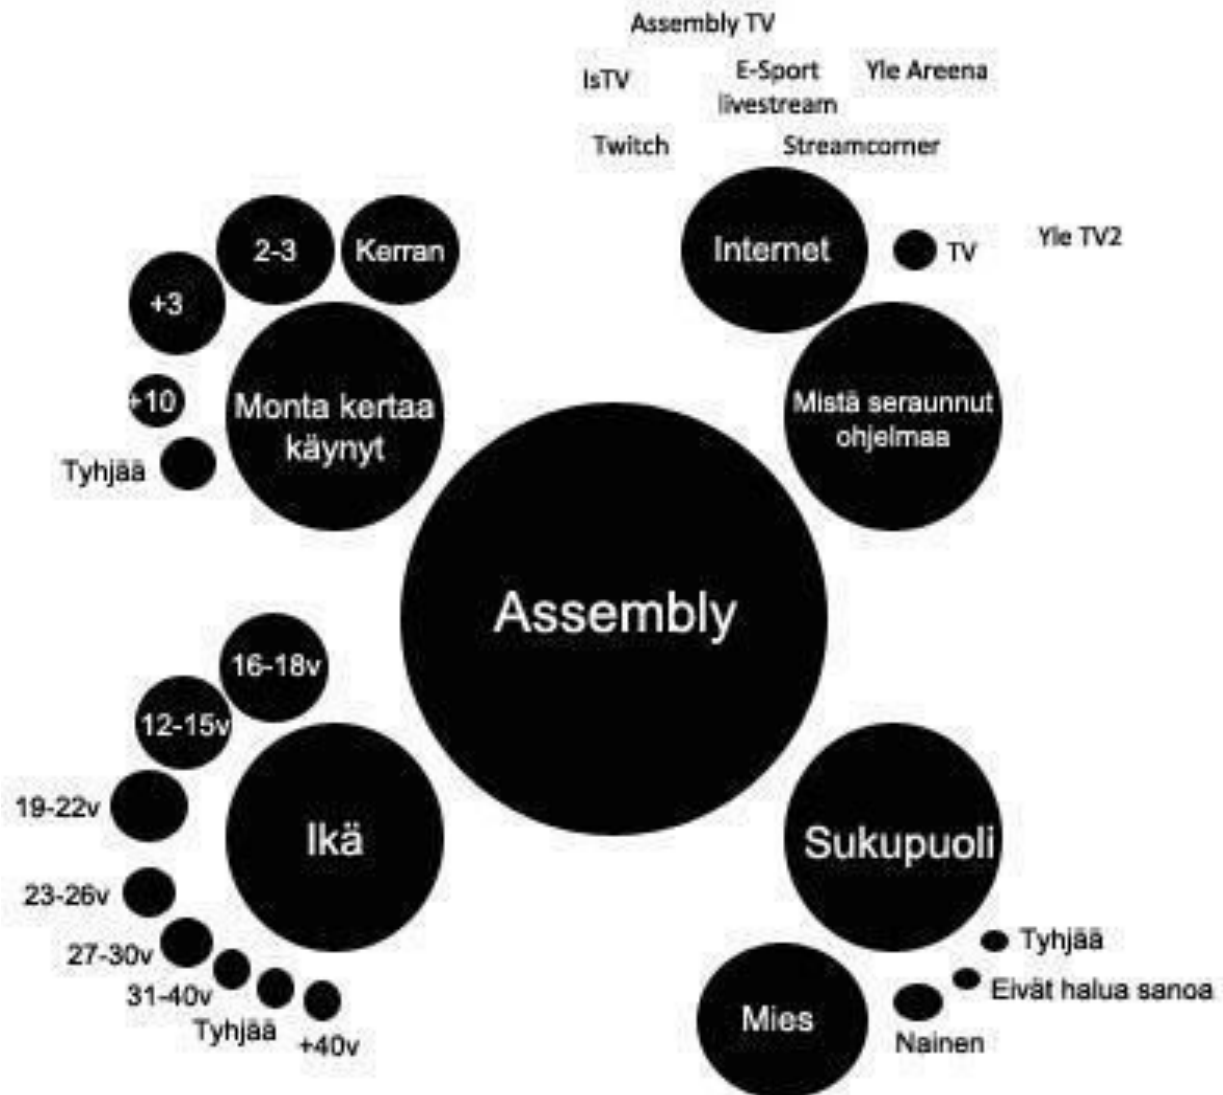 Assembly TV
IsTV
E-Sport
livestream
Yle Areena
Twitch
Streamcorner
Internet
TV
Yle TV2
Mistä seraunnut
ohjelmaa
2-3
Kerran
+3
+10
Tyhjää
Monta kertaa
käynyt
Assembly
16-18v
12-15v
19-22v
23-26v
27-30v
31-40v
Tyhjää
+40v
Ikä
Sukupuoli
Tyhjää
Eivät halua sanoa
Nainen
Mies